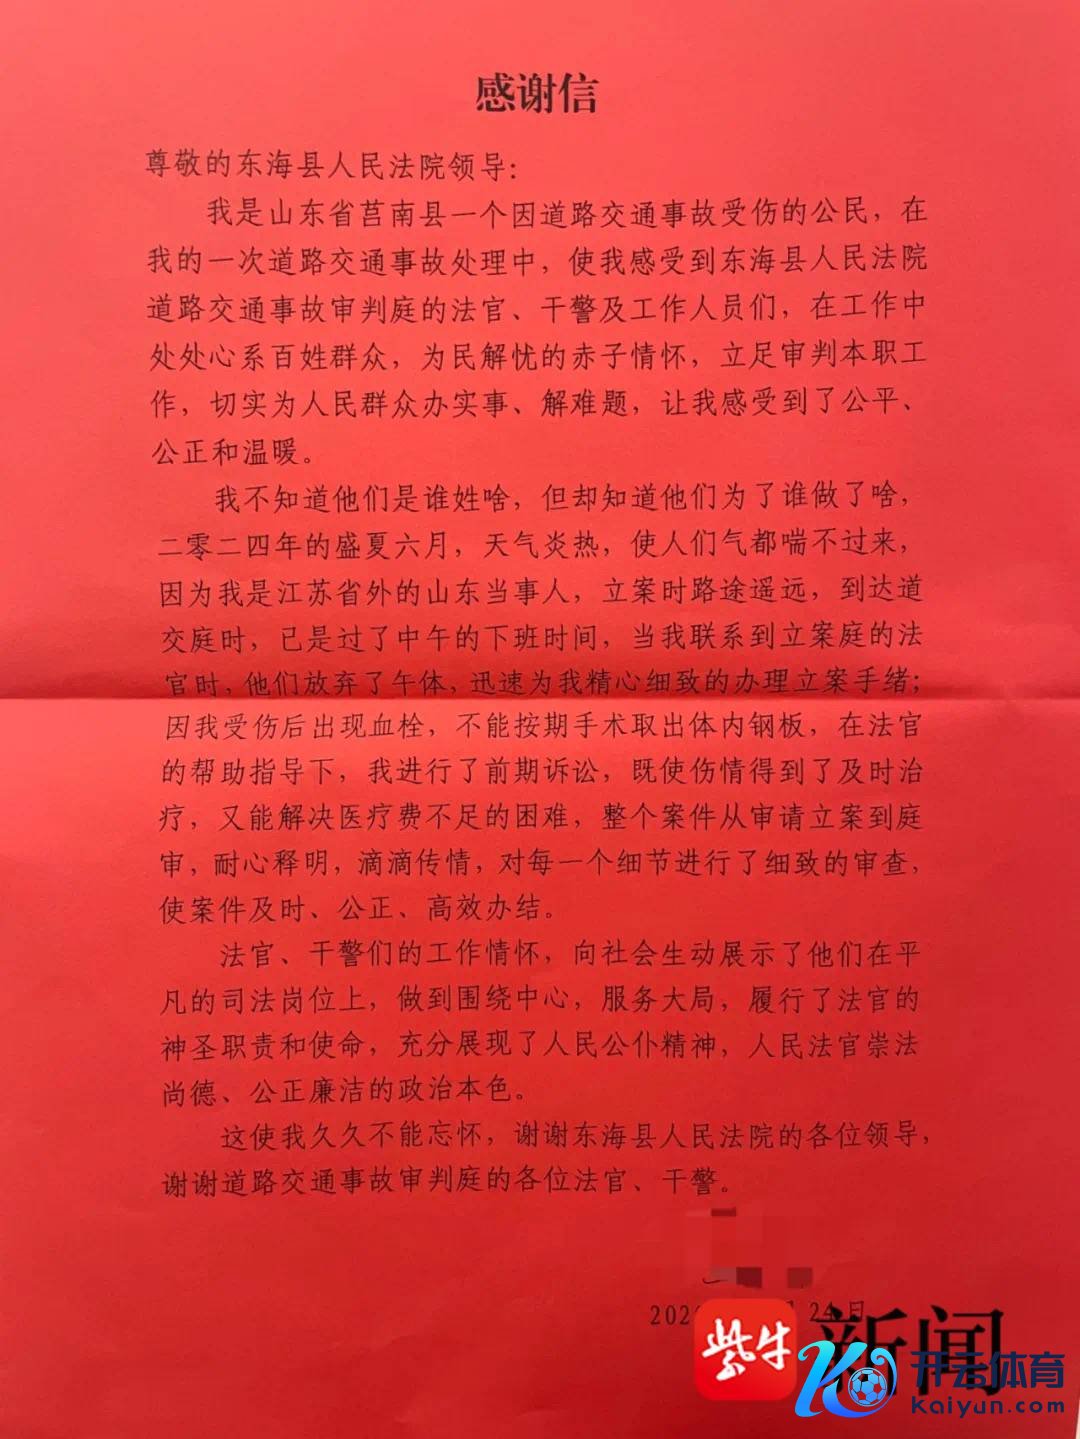 感谢信
尊敬的东海县人民法院领导：
我是山东省莒南县一个因道路交通事故受伤的公民，在
我的一次道路交通事故处理中，使我感受到东海县人民法院
道路交通事故审判庭的法官、干警及工作人员们，在工作中
处处心系百姓群众，为民解忧的赤子情怀，立足审判本职工
作，切实为人民群众办实事、解难题，让我感受到了公平、
公正和温暖。
我不知道他们是谁姓啥，但却知道他们为了谁做了啥，
二零二四年的盛夏六月，天气炎热，使人们气都喘不过来，
因为我是江苏省外的山东当事人，立案时路途遥远，到达道
交庭时，已是过了中午的下班时间，当我联系到立案庭的法
官时，他们放弃了午休，迅速为我精心细致的办理立案手绪；
因我受伤后出现血栓，不能按期手术取出体内钢板，在法官
的帮助指导下，我进行了前期诉讼，既使伤情得到了及时治
疗，又能解决医疗费不足的困难，整个案件从审请立案到庭
审，耐心释明，滴滴传情，对每一个细节进行了细致的审查，
使案件及时、公正、高效办结。
法官、干警们的工作情怀，向社会生动展示了他们在平
凡的司法岗位上，做到围绕中心，服务大局，履行了法官的
神圣职责和使命，充分展现了人民公仆精神，人民法官崇法
尚德、公正廉洁的政治本色。
这使我久久不能忘怀，谢谢东海县人民法院的各位领导，
谢谢道路交通事故审判庭的各位法官、干警。
24日
紫牛新闻
开云体育
Kaiyun.com